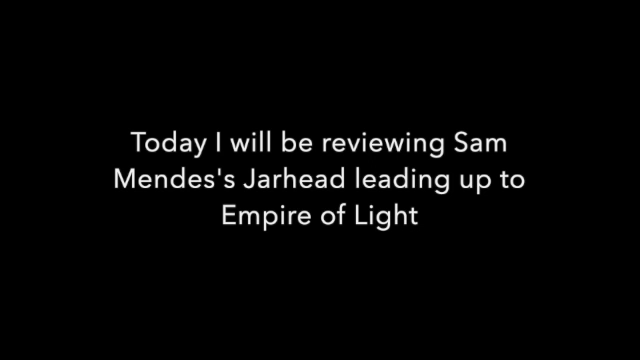 Today I will be reviewing Sam
Mendes's Jarhead leading up to
Empire of Light